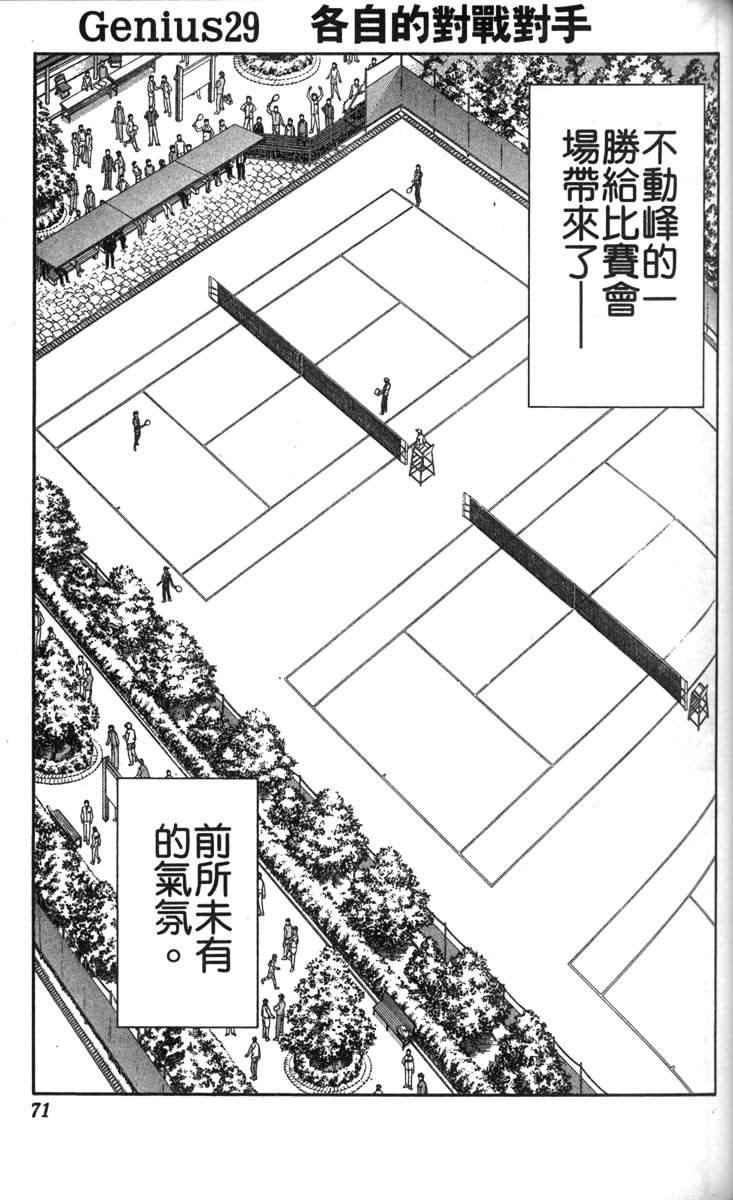 Genius29 各自的對戰對手
不動峰的一
勝給比賽會
場帶來了——
前所未有
的氣氛。
71